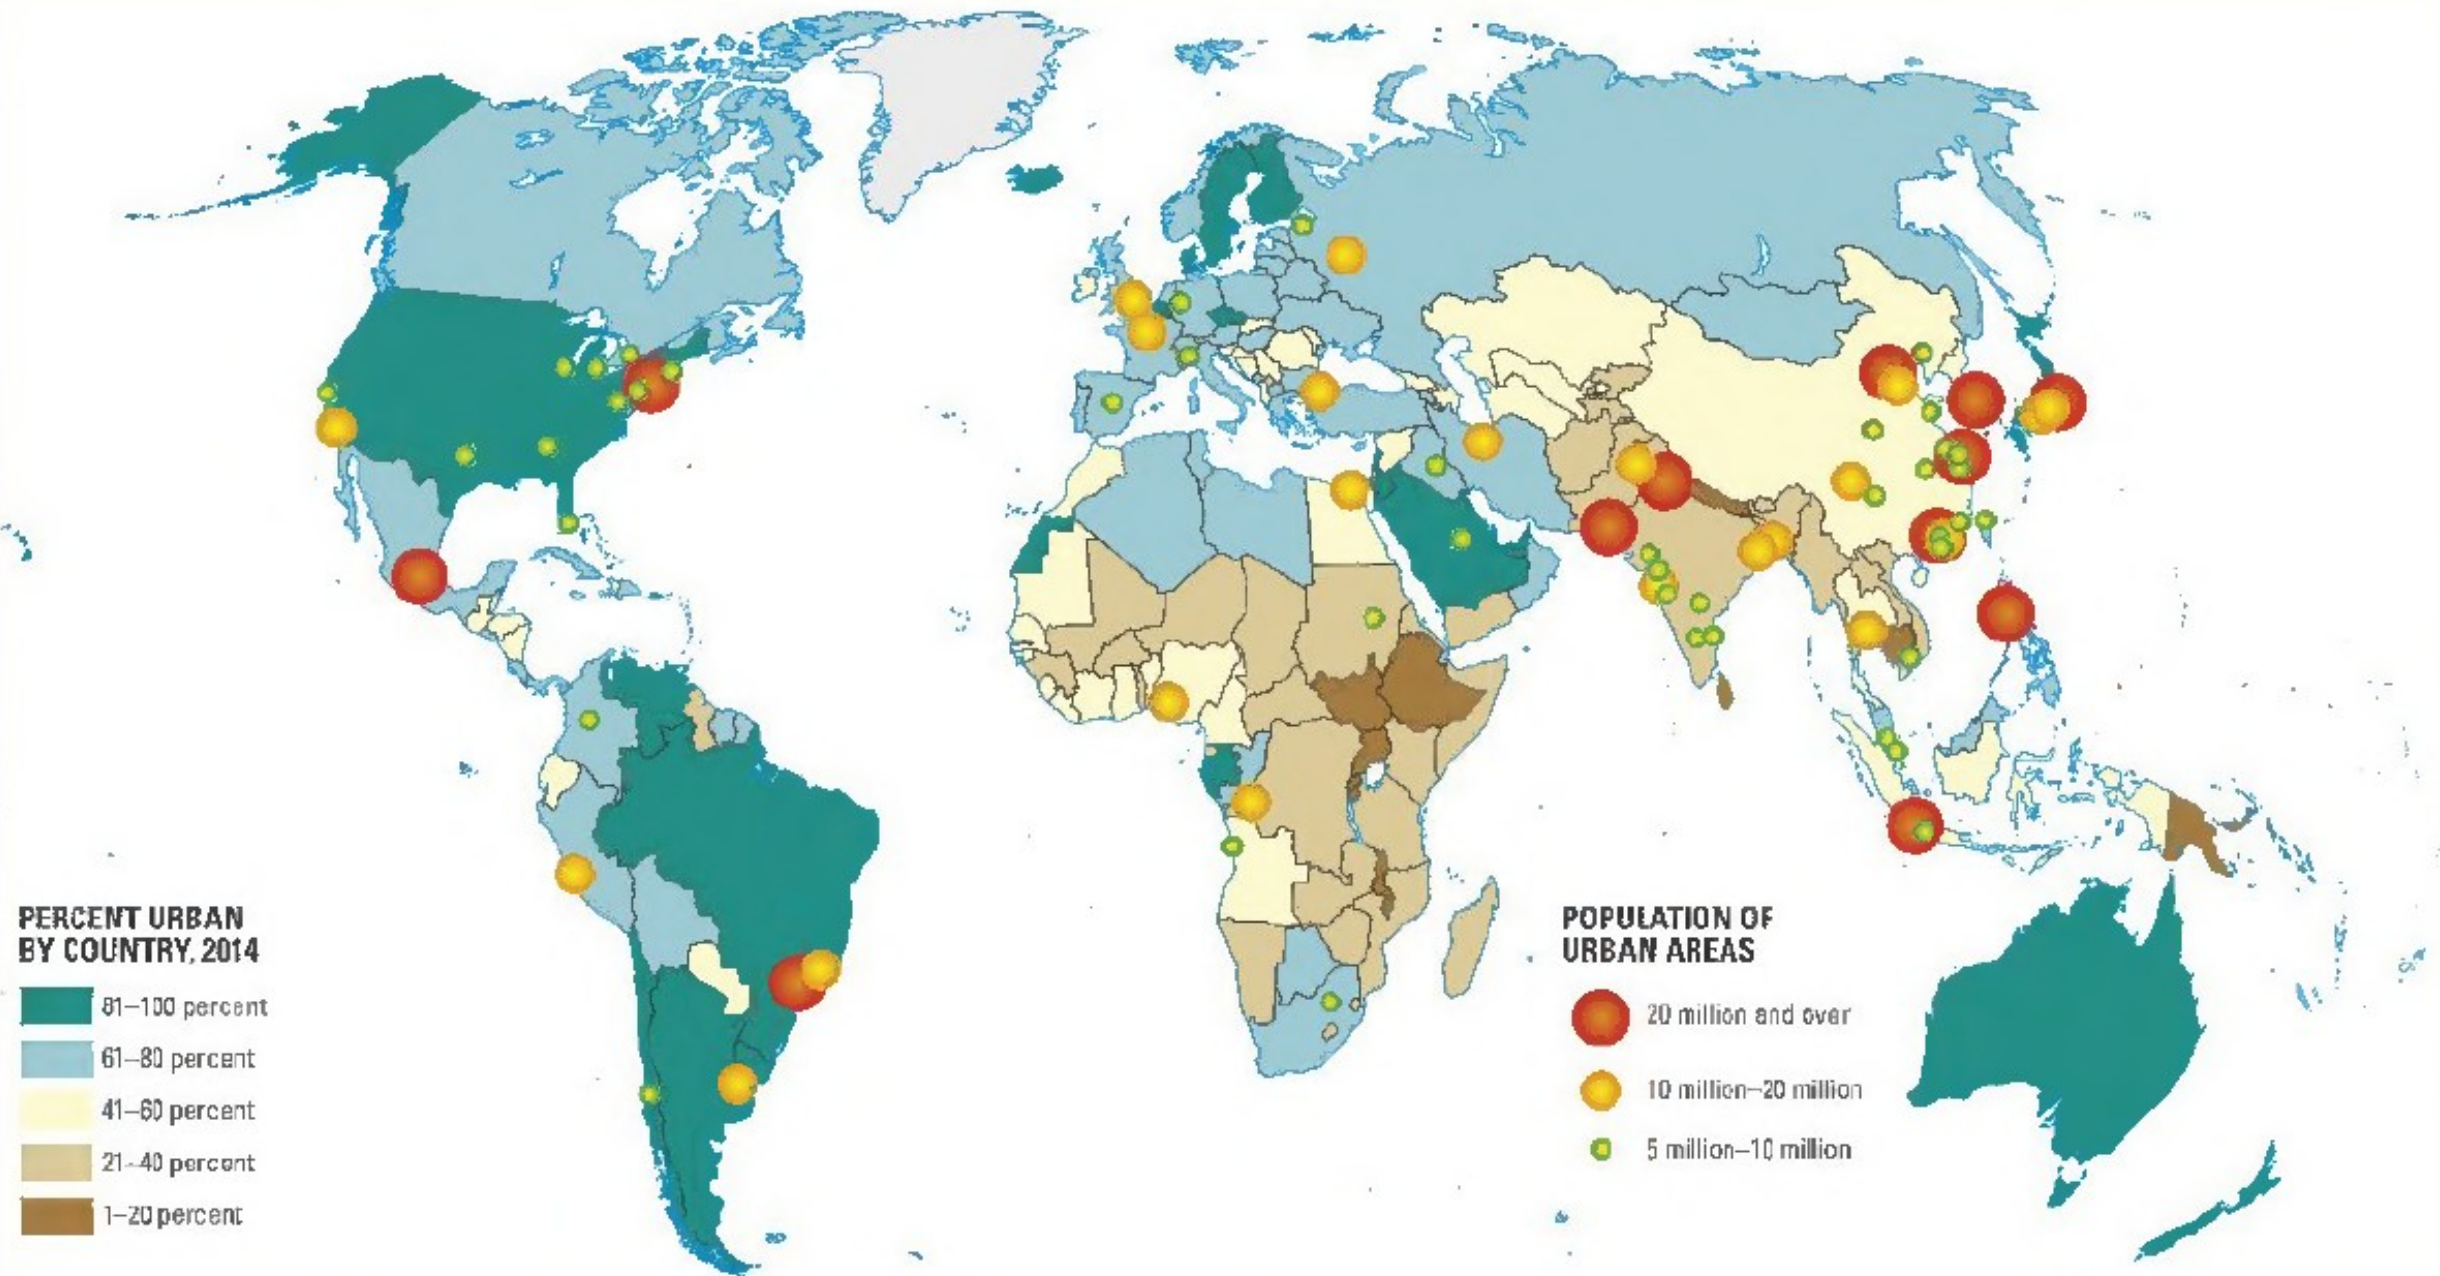 PERCENT URBAN
BY COUNTRY, 2014
81–100 percent
61–80 percent
41–60 percent
21–40 percent
1–20 percent
POPULATION OF
URBAN AREAS
20 million and over
10 million–20 million
5 million–10 million